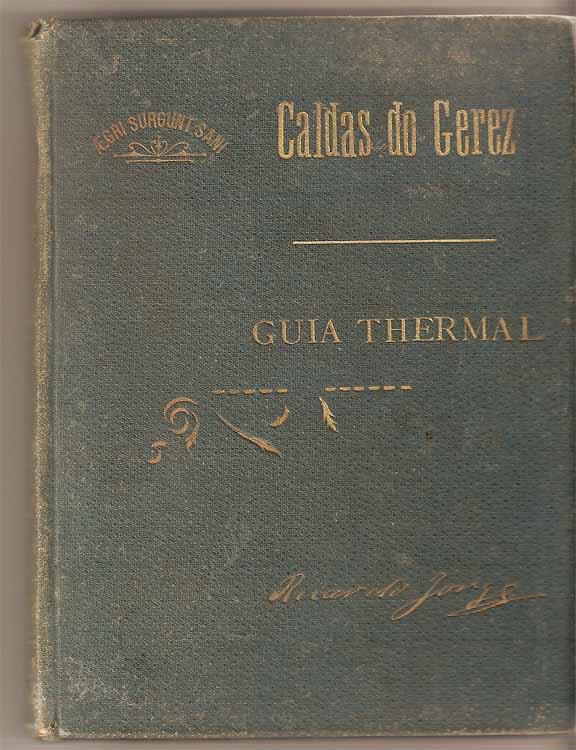 ÆGRI SURGUNT SANI
Caldas do Gerez
GUIA THERMAL
Ricardo Jorge